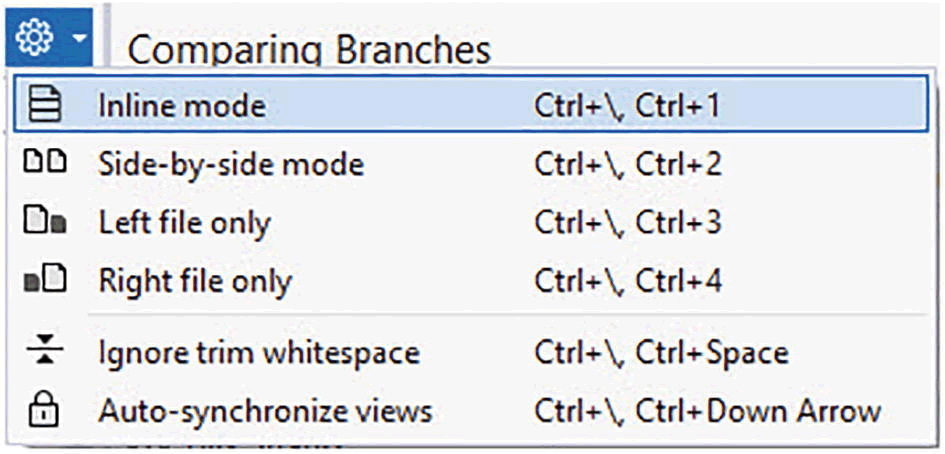 Comparing Branches
Inline mode Ctrl+\, Ctrl+1
Side-by-side mode Ctrl+\, Ctrl+2
Left file only Ctrl+\, Ctrl+3
Right file only Ctrl+\, Ctrl+4
Ignore trim whitespace Ctrl+\, Ctrl+Space
Auto-synchronize views Ctrl+\, Ctrl+Down Arrow